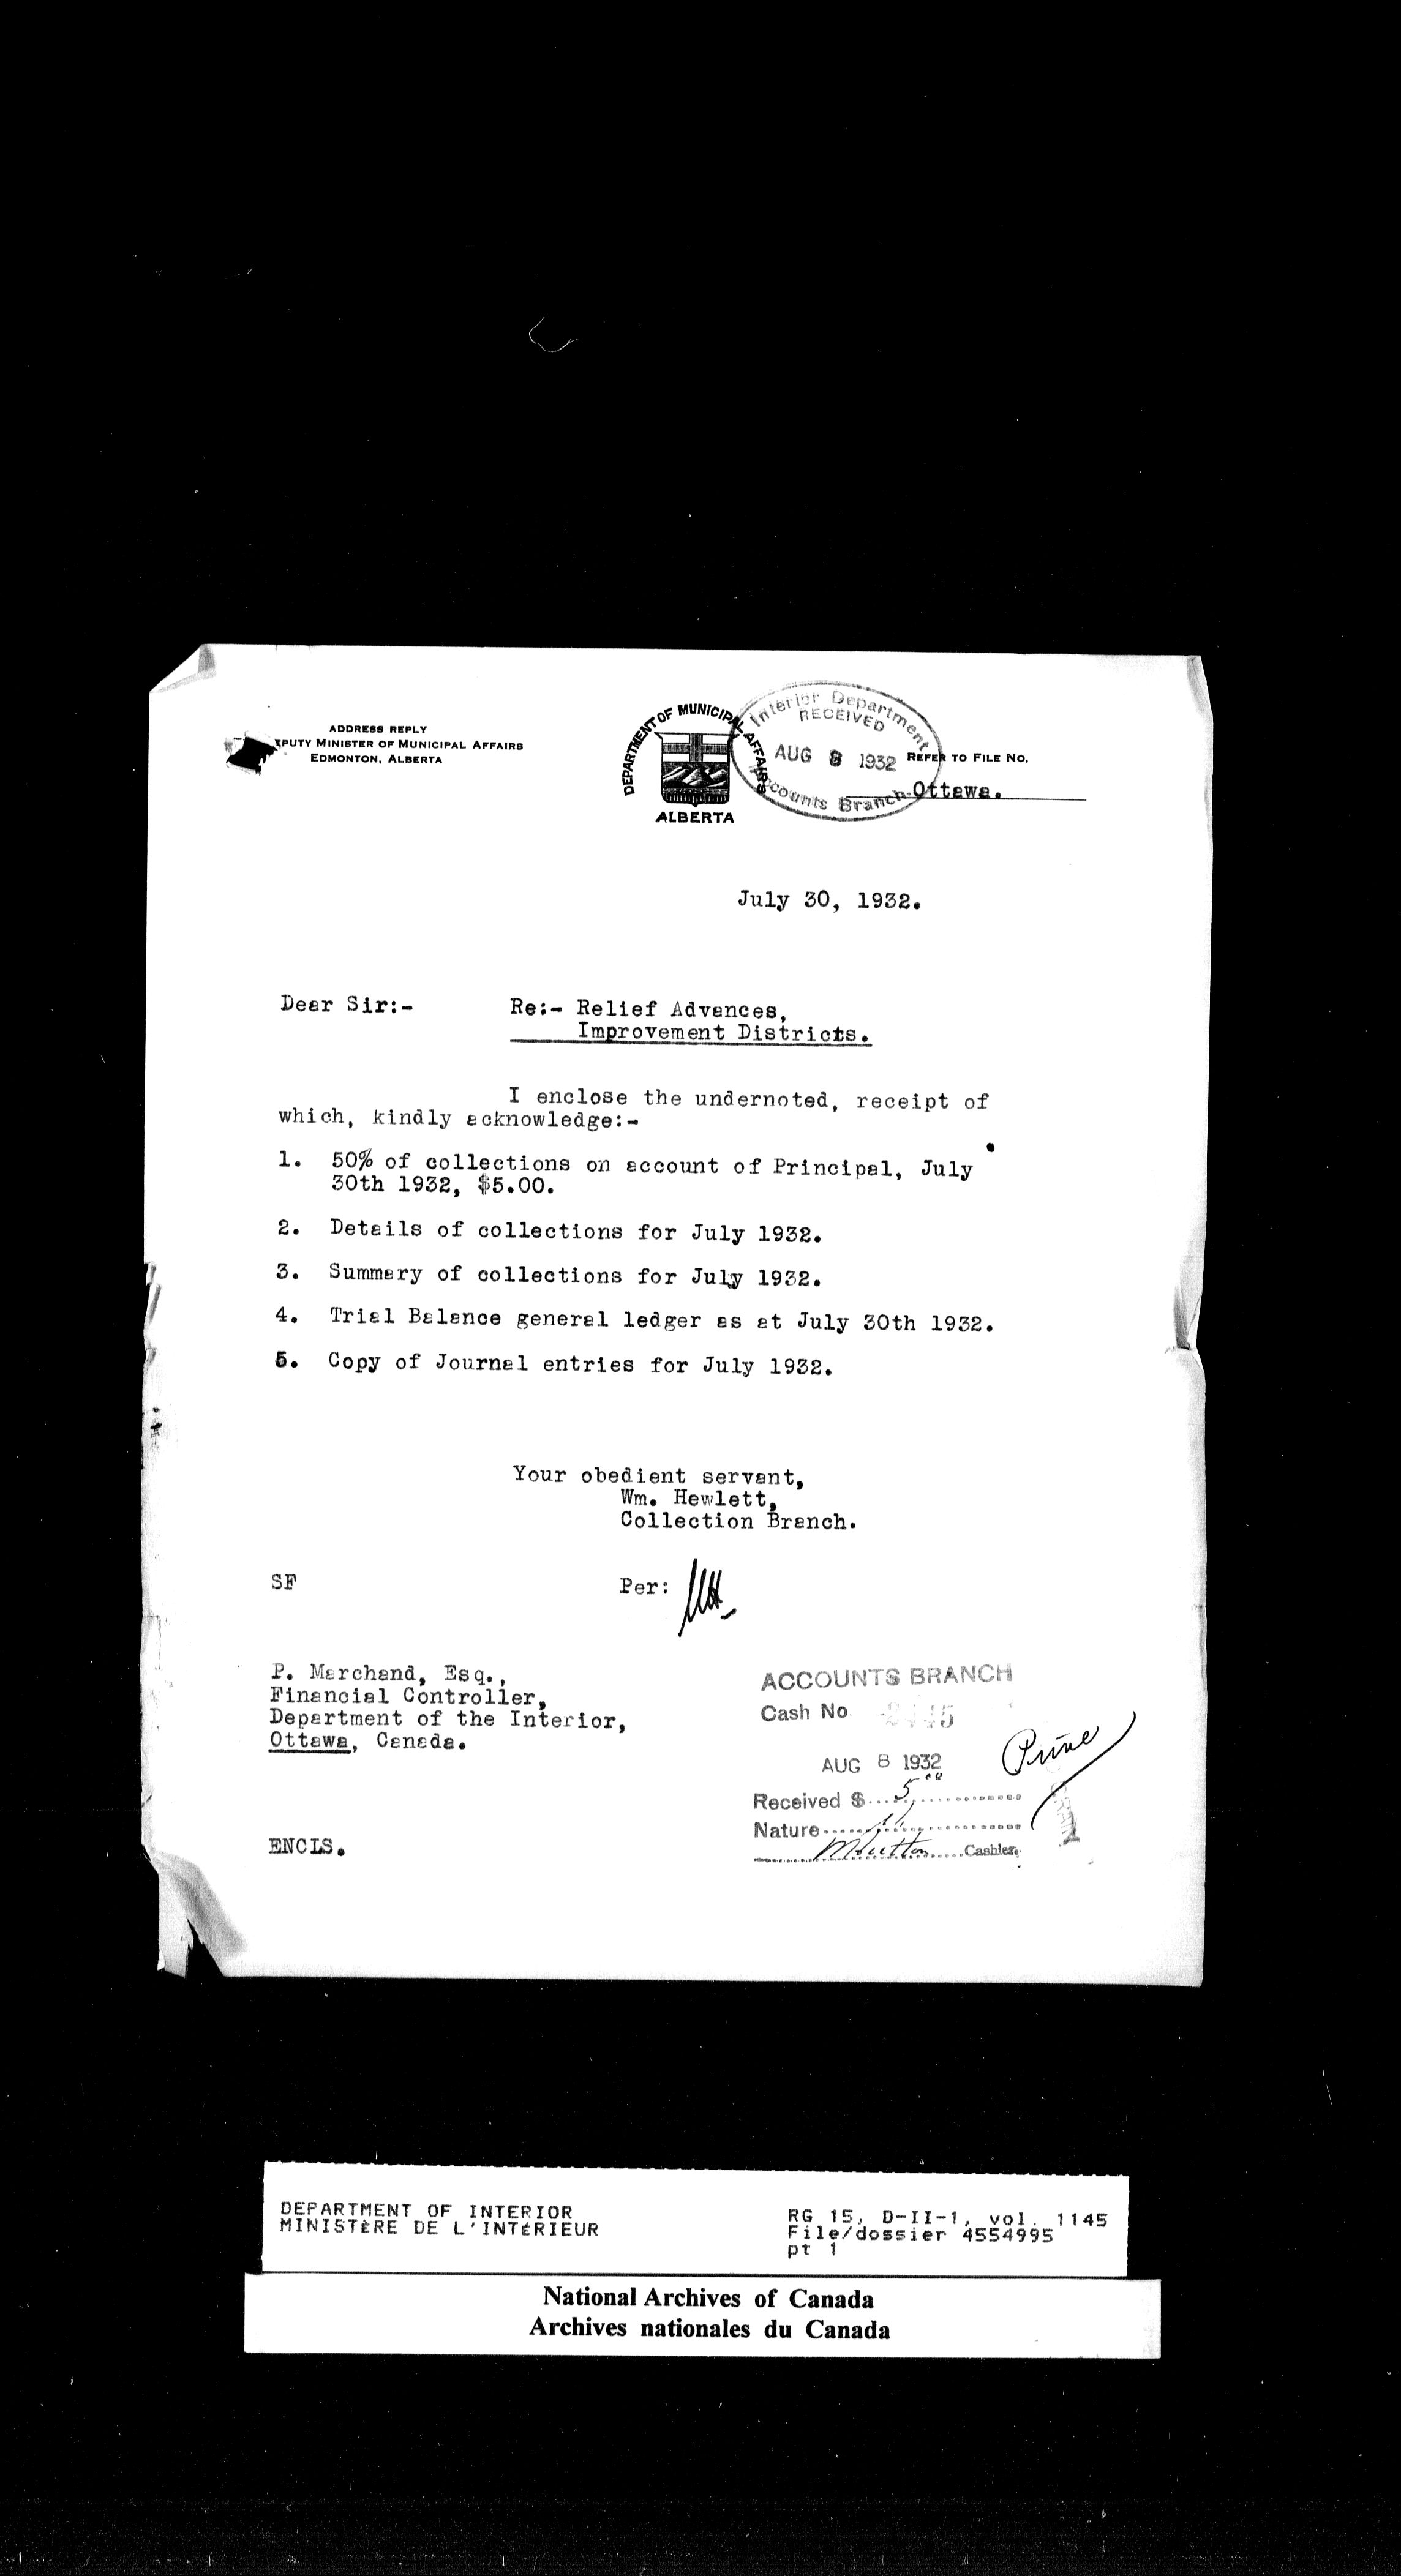 ADDRESS REPLY
EPUTY MINISTER OF MUNICIPAL AFFAIRS
EDMONTON, ALBERTA
DEPARTMENT OF MUNICIPAL AFFAIRS
ALBERTA
Interior Department
RECEIVED
AUG 8 1932
Accounts Branch
REFER TO FILE NO.
Ottawa.
July 30, 1932.
Dear Sir:- Re:- Relief Advances,
Improvement Districts.
I enclose the undernoted, receipt of
which, kindly acknowledge:-
1. 50% of collections on account of Principal, July
30th 1932, $5.00.
2. Details of collections for July 1932.
3. Summary of collections for July 1932.
4. Trial Balance general ledger as at July 30th 1932.
5. Copy of Journal entries for July 1932.
Your obedient servant,
Wm. Hewlett,
Collection Branch.
SF Per: WH
P. Marchand, Esq.,
Financial Controller,
Department of the Interior,
Ottawa, Canada.
ENCLS.
ACCOUNTS BRANCH
Cash No 2445
AUG 8 1932
Received $ 5.00
Nature
Cashier.
DEPARTMENT OF INTERIOR
MINISTÈRE DE L'INTÉRIEUR
RG 15, D-II-1, vol. 1145
File/dossier 4554995
pt 1
National Archives of Canada
Archives nationales du Canada